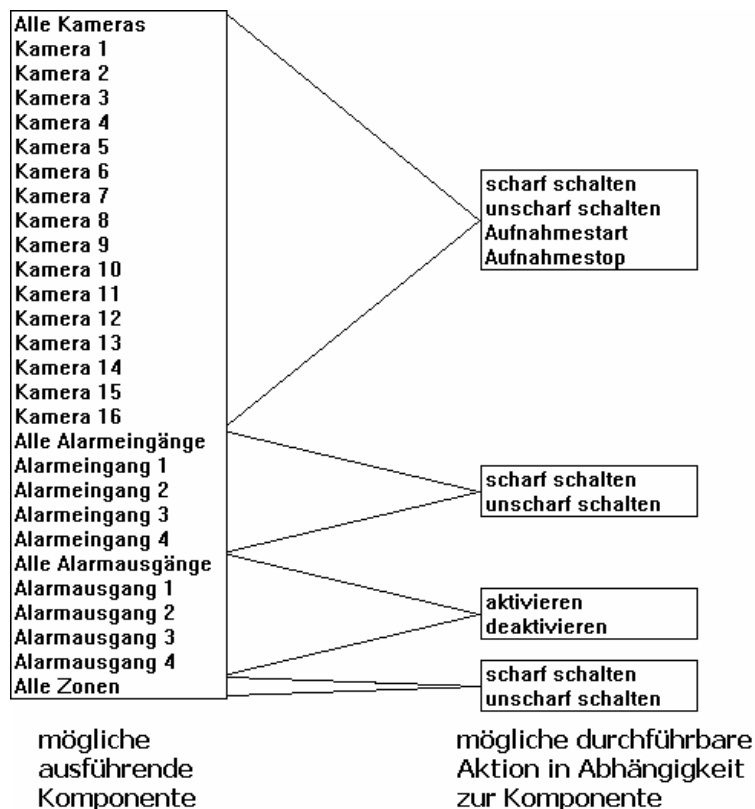 Alle Kameras
Kamera 1
Kamera 2
Kamera 3
Kamera 4
Kamera 5
Kamera 6
Kamera 7
Kamera 8
Kamera 9
Kamera 10
Kamera 11
Kamera 12
Kamera 13
Kamera 14
Kamera 15
Kamera 16
Alle Alarmeingänge
Alarmeingang 1
Alarmeingang 2
Alarmeingang 3
Alarmeingang 4
Alle Alarmausgänge
Alarmausgang 1
Alarmausgang 2
Alarmausgang 3
Alarmausgang 4
Alle Zonen
mögliche
ausführende
Komponente
scharf schalten
unscharf schalten
Aufnahmestart
Aufnahmestop
scharf schalten
unscharf schalten
aktivieren
deaktivieren
scharf schalten
unscharf schalten
mögliche durchführbare
Aktion in Abhängigkeit
zur Komponente